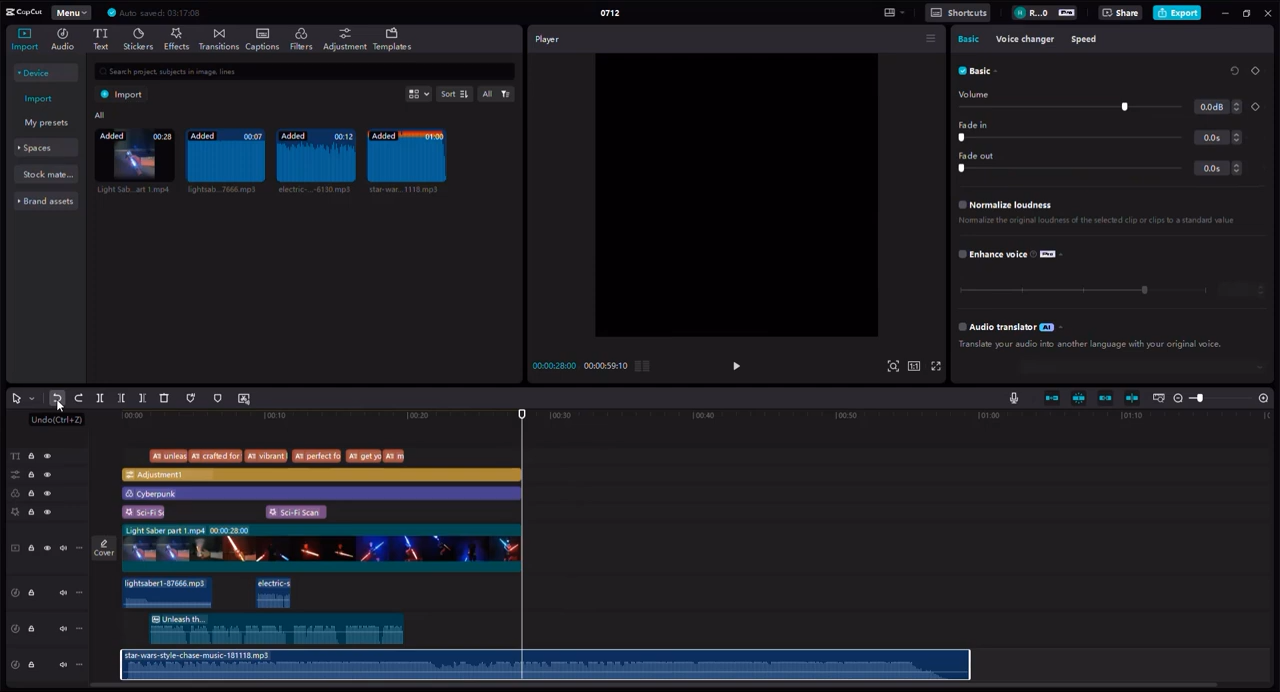 CapCut
Menu
Auto saved: 03:17:08
0712
Shortcuts
R...0
Pro
Share
Export
Import
Audio
Text
Stickers
Effects
Transitions
Captions
Filters
Adjustment
Templates
Player
Basic
Voice changer
Speed
Device
Import
My presets
Spaces
Stock mate...
Brand assets
Search project, subjects in image, lines
Import
Sort
All
All
Added 00:28
Added 00:07
Added 00:12
Added 01:00
Light Sab...art 1.mp4
lightsab...7666.mp3
electric-...-6130.mp3
star-war...1118.mp3
00:00:28:00
00:00:59:10
Basic
Volume
0.0dB
Fade in
0.0s
Fade out
0.0s
Normalize loudness
Normalize the original loudness of the selected clip or clips to a standard value
Enhance voice
Pro
Audio translator
AI
Translate your audio into another language with your original voice.
Undo(Ctrl+Z)
00:00
00:10
00:20
00:30
00:40
00:50
01:00
01:10
unleas
crafted for
vibrant
perfect fo
get yo
m
Adjustment1
Cyberpunk
Sci-Fi S
Sci-Fi Scan
Cover
Light Saber part 1.mp4 00:00:28:00
lightsaber1-87666.mp3
electric-s
Unleash th...
star-wars-style-chase-music-181118.mp3